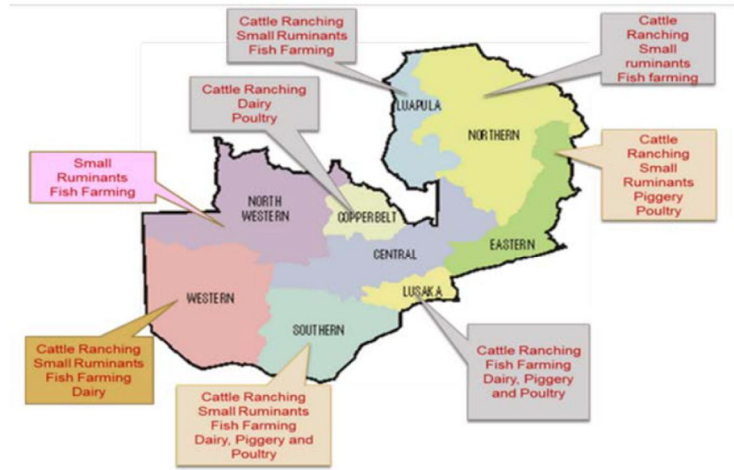 Cattle Ranching
Small Ruminants
Fish Farming
Cattle
Ranching
Small
ruminants
Fish farming
Cattle Ranching
Dairy
Poultry
LUAPULA
NORTHERN
Cattle
Ranching
Small
Ruminants
Piggery
Poultry
Small
Ruminants
Fish Farming
NORTH
WESTERN
COPPERBELT
CENTRAL
EASTERN
WESTERN
LUSAKA
SOUTHERN
Cattle Ranching
Small Ruminants
Fish Farming
Dairy
Cattle Ranching
Small Ruminants
Fish Farming
Dairy, Piggery and
Poultry
Cattle Ranching
Fish Farming
Dairy, Piggery
and Poultry